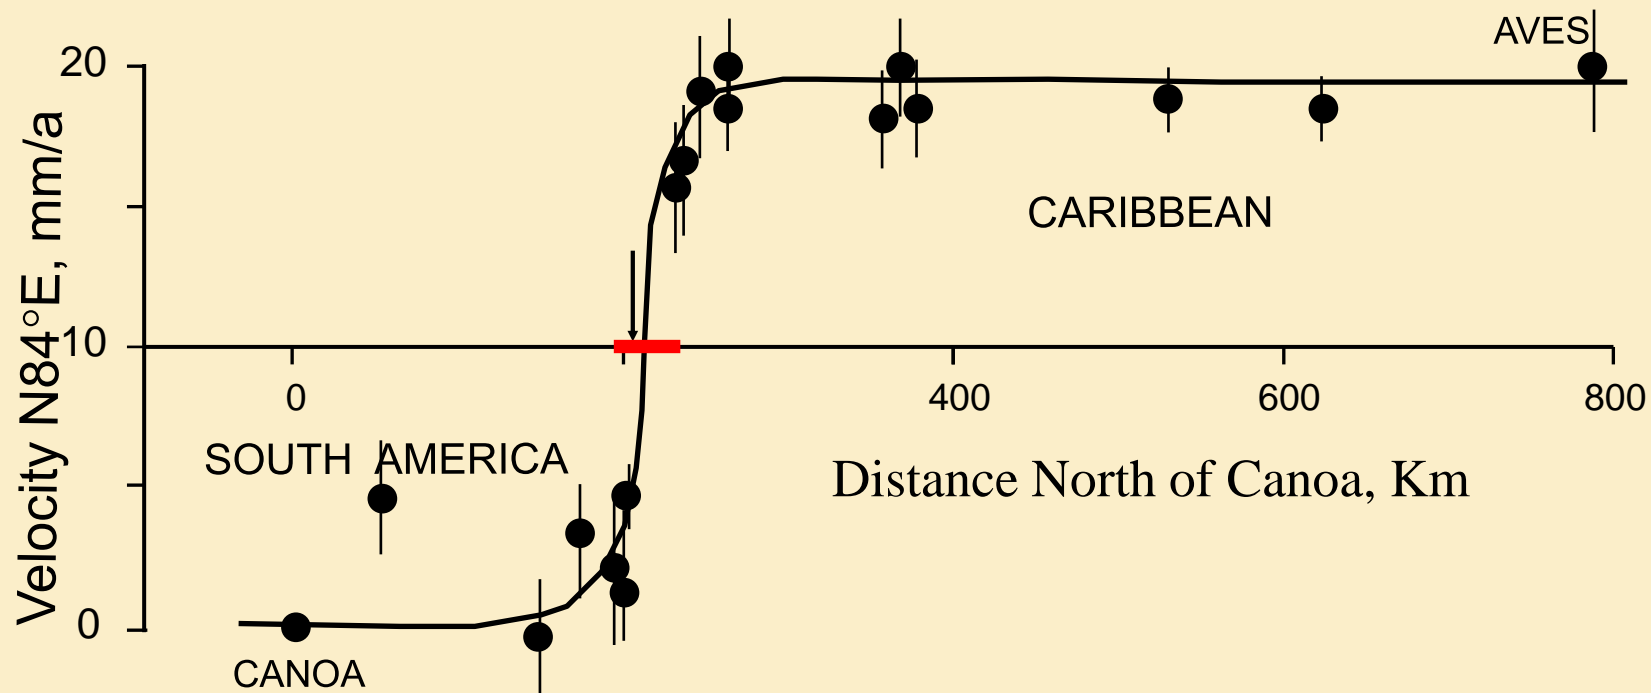 AVES
20
CARIBBEAN
Velocity N84°E, mm/a
10
0
400
600
800
SOUTH AMERICA
Distance North of Canoa, Km
0
CANOA